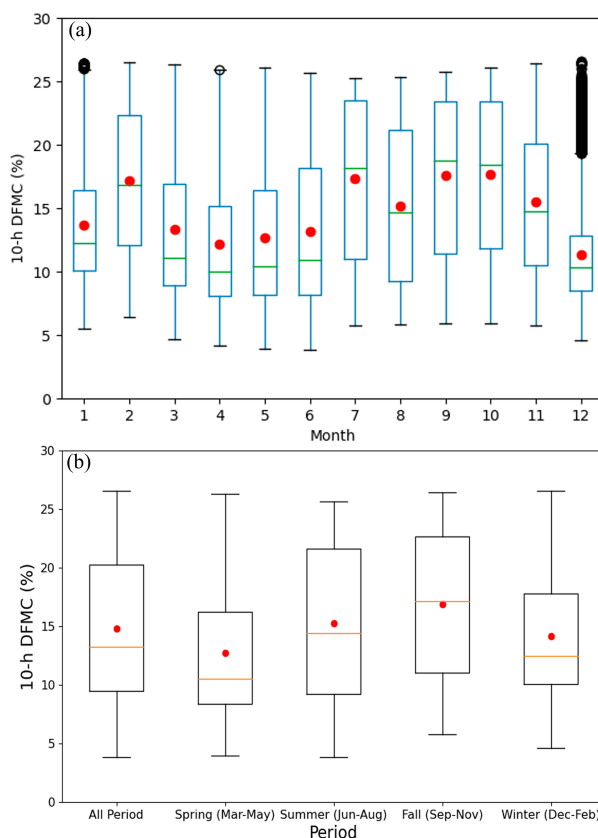 (a)
10-h DFMC (%)
30
25
20
15
10
5
0
1 2 3 4 5 6 7 8 9 10 11 12
Month
(b)
10-h DFMC (%)
30
25
20
15
10
5
0
All Period Spring (Mar-May) Summer (Jun-Aug) Fall (Sep-Nov) Winter (Dec-Feb)
Period